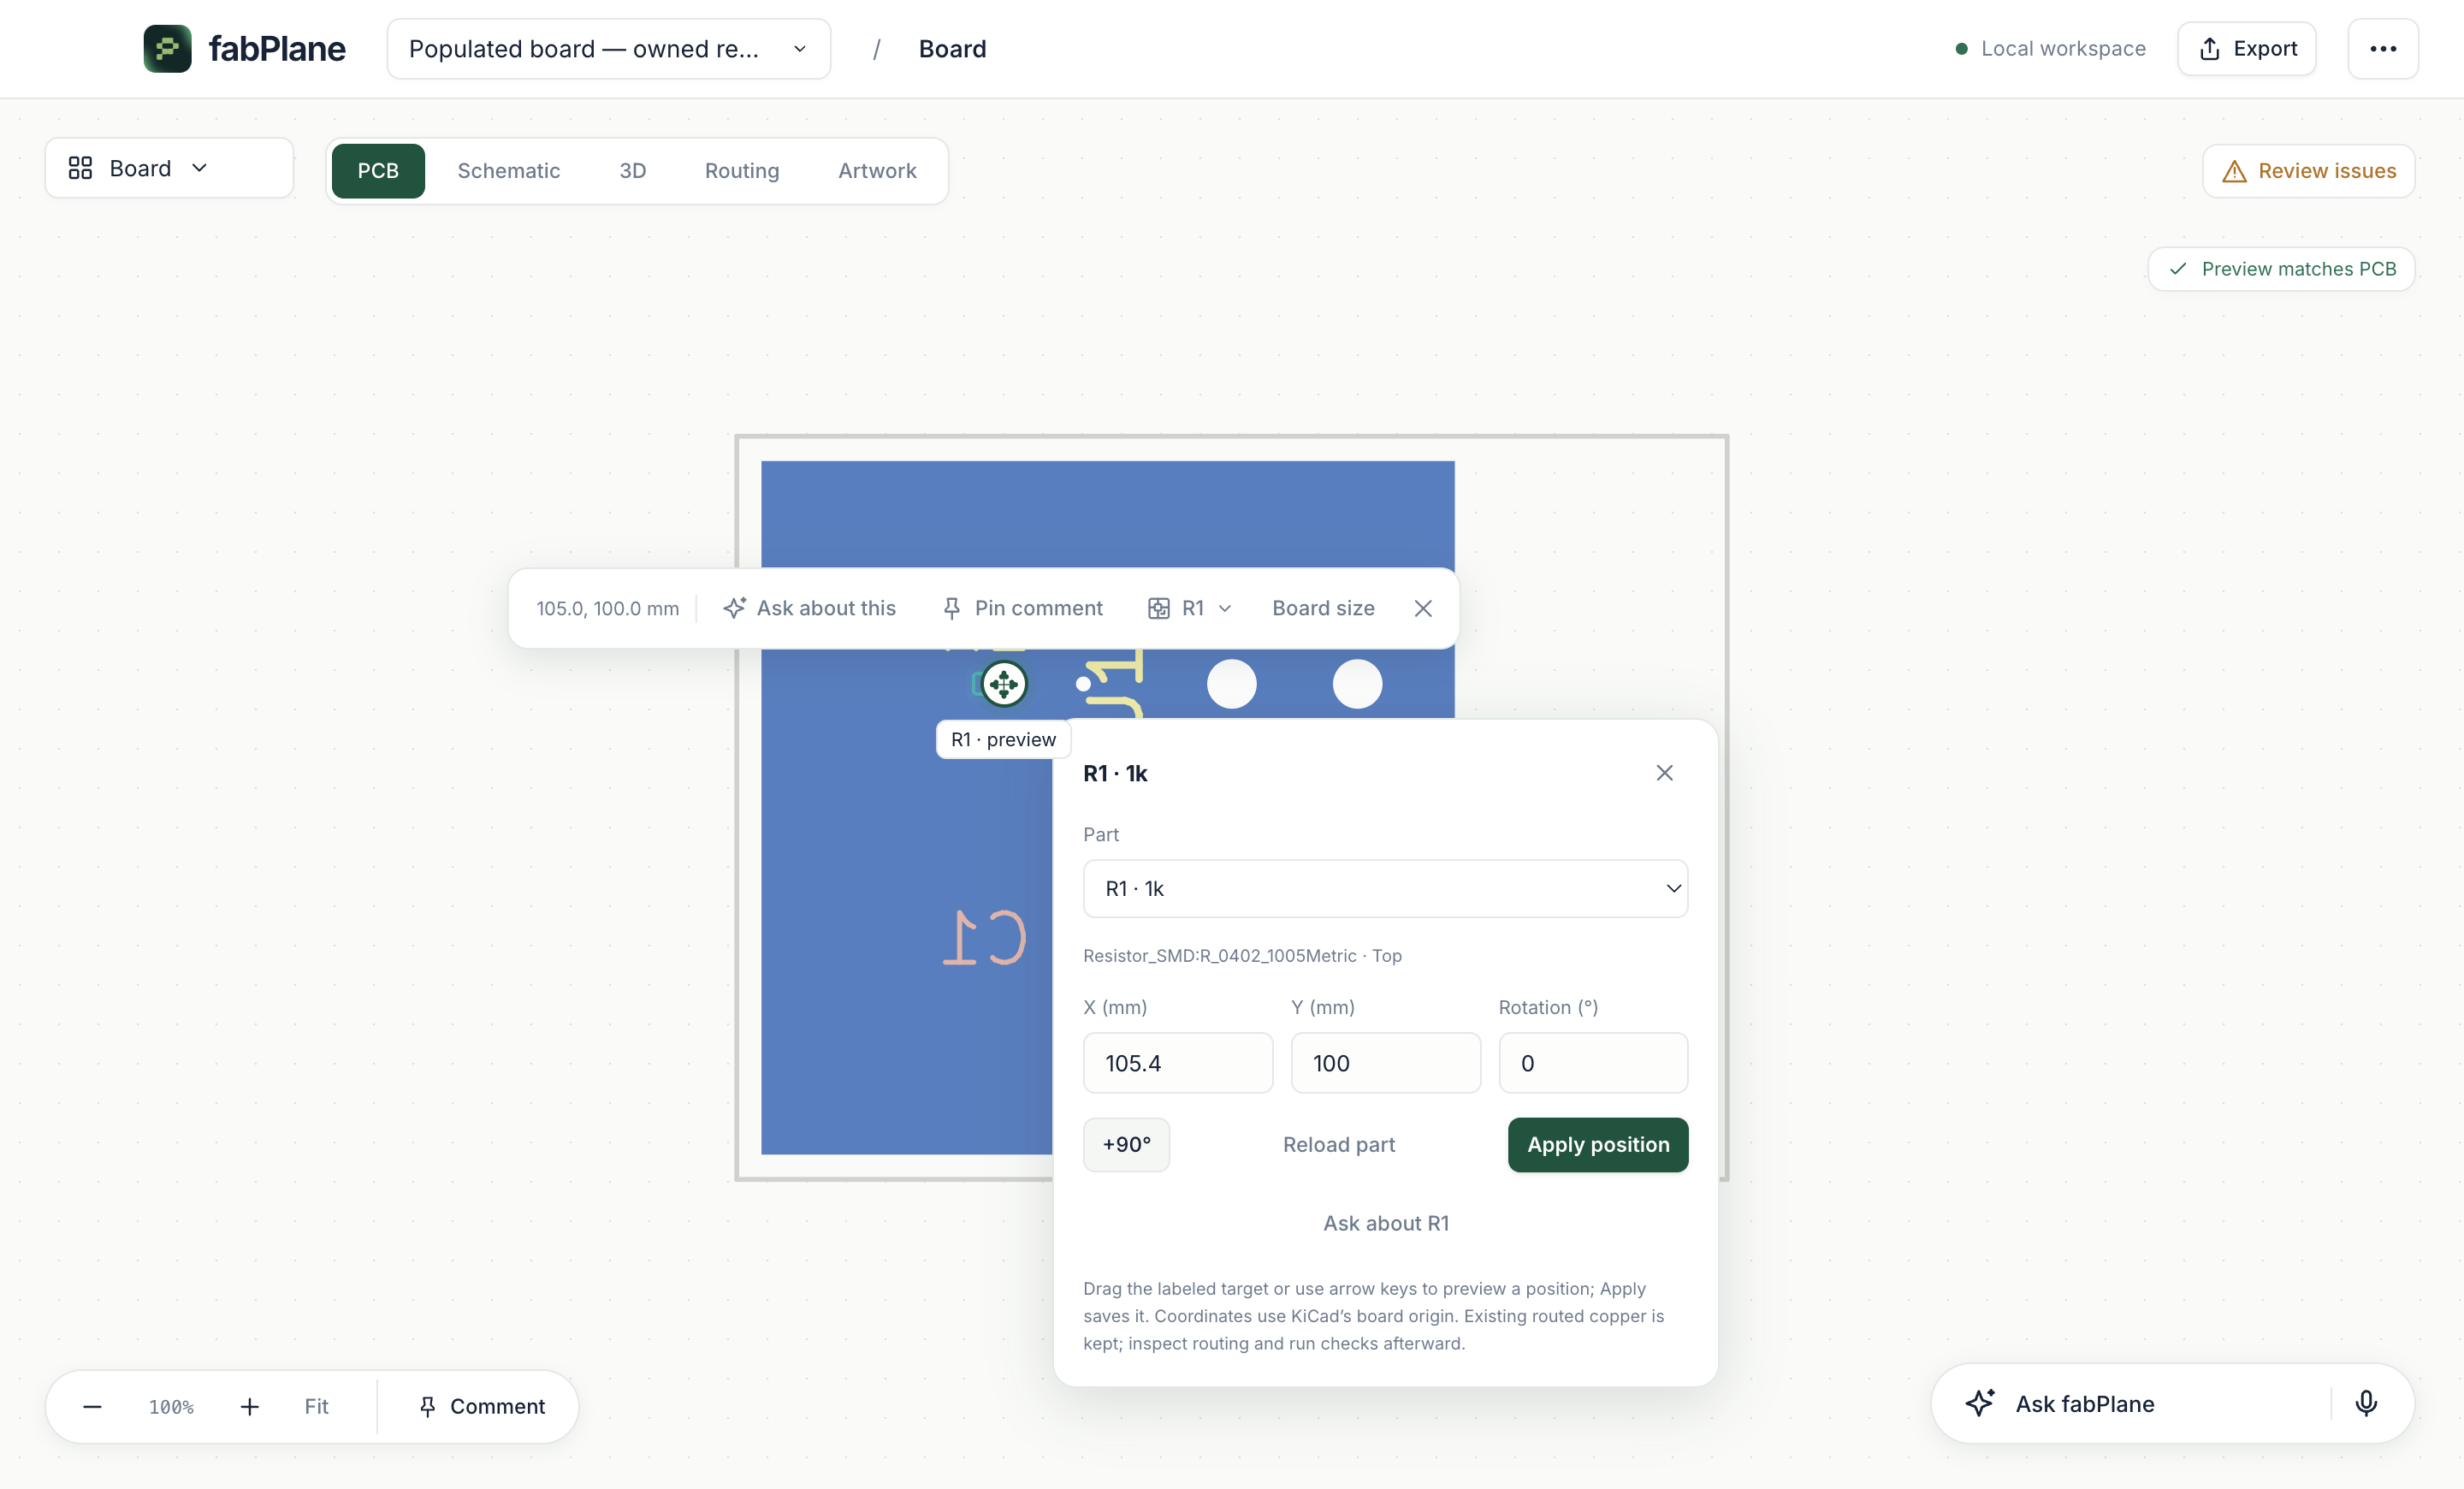 fabPlane
Populated board — owned re...
/
Board
Local workspace
Export
Board
PCB
Schematic
3D
Routing
Artwork
Review issues
Preview matches PCB
105.0, 100.0 mm
Ask about this
Pin comment
R1
Board size
R1 · preview
R1 · 1k
Part
R1 · 1k
C1
Resistor_SMD:R_0402_1005Metric · Top
X (mm)
Y (mm)
Rotation (°)
105.4
100
0
+90°
Reload part
Apply position
Ask about R1
Drag the labeled target or use arrow keys to preview a position; Apply
saves it. Coordinates use KiCad’s board origin. Existing routed copper is
kept; inspect routing and run checks afterward.
100%
Fit
Comment
Ask fabPlane